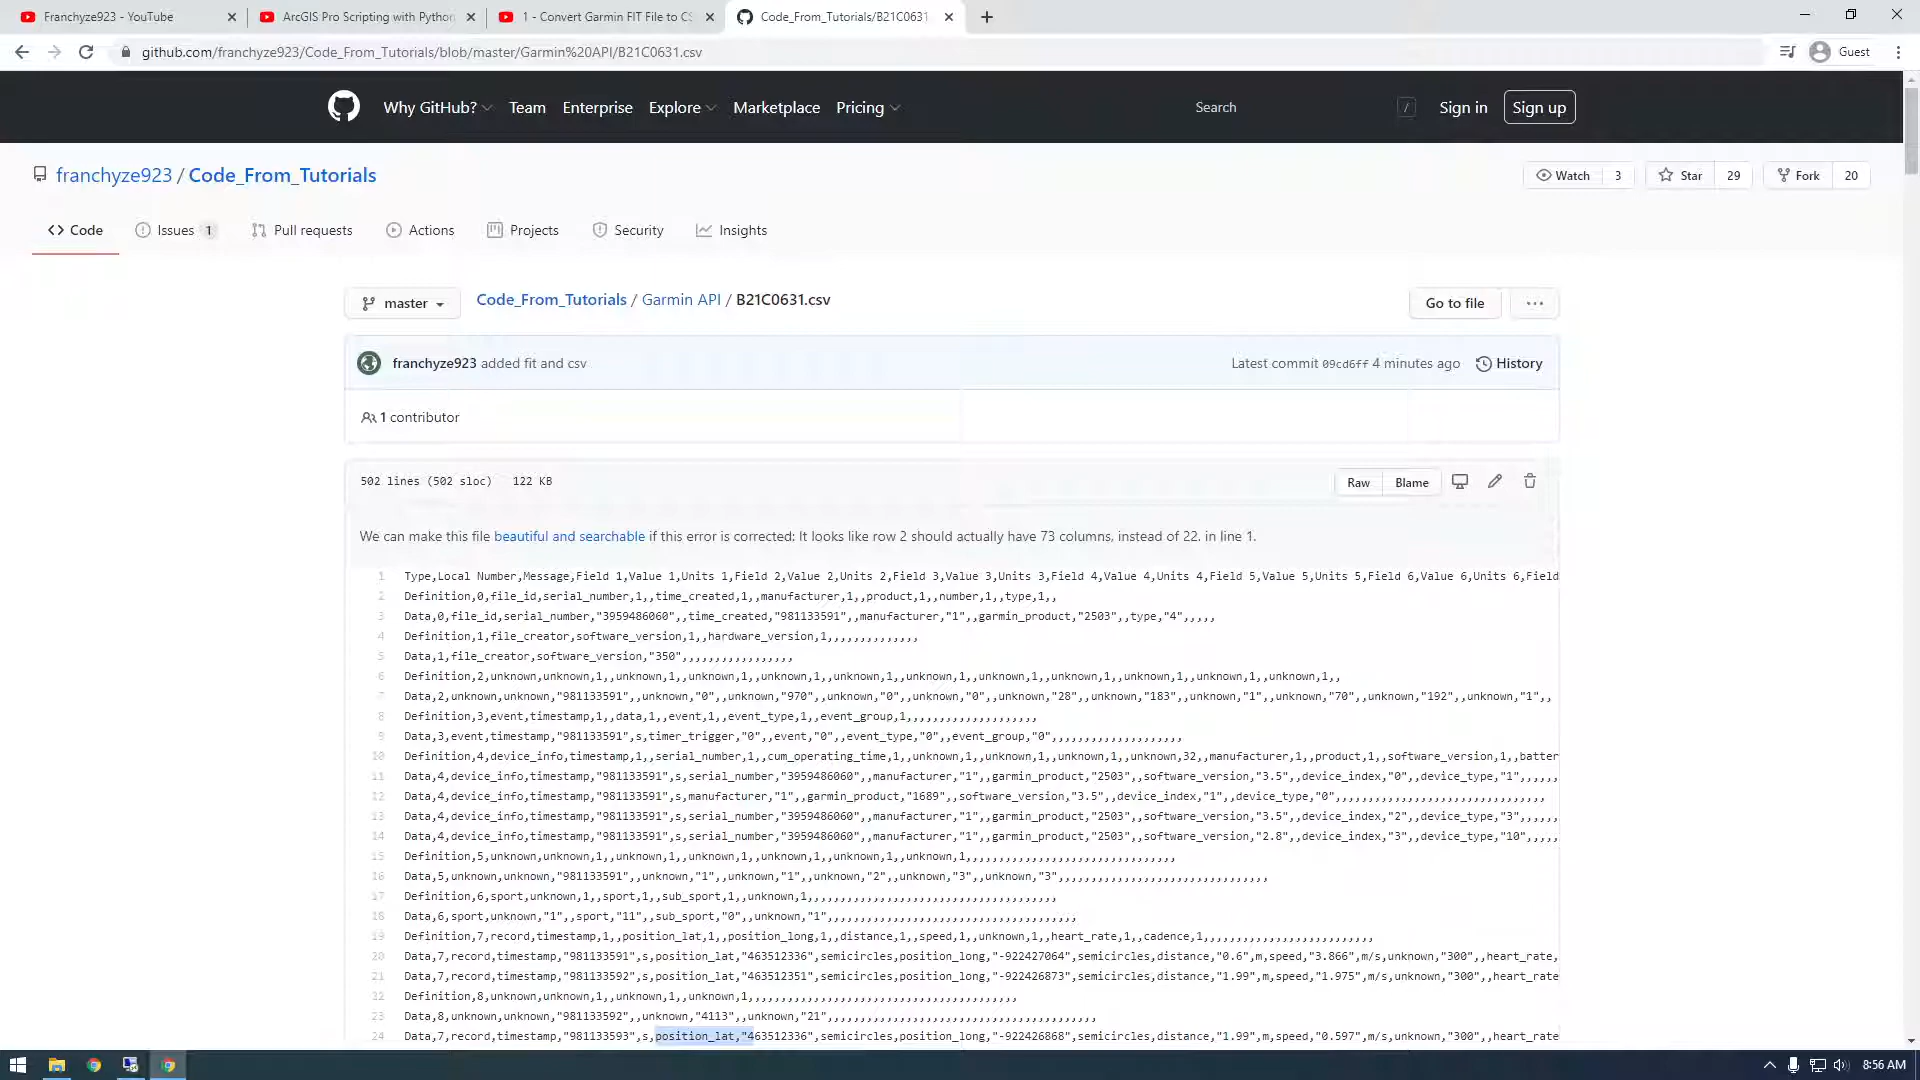 Franchyze923 - YouTube
ArcGIS Pro Scripting with Python
1 - Convert Garmin FIT File to CS
Code_From_Tutorials/B21C0631
github.com/franchyze923/Code_From_Tutorials/blob/master/Garmin%20API/B21C0631.csv
Guest
Why GitHub?
Team
Enterprise
Explore
Marketplace
Pricing
Search
/
Sign in
Sign up
franchyze923 / Code_From_Tutorials
Watch 3
Star 29
Fork 20
Code
Issues 1
Pull requests
Actions
Projects
Security
Insights
master
Code_From_Tutorials / Garmin API / B21C0631.csv
Go to file
franchyze923 added fit and csv
Latest commit 09cd6ff 4 minutes ago
History
1 contributor
502 lines (502 sloc) 122 KB
Raw
Blame
We can make this file beautiful and searchable if this error is corrected: It looks like row 2 should actually have 73 columns, instead of 22. in line 1.
1 Type,Local Number,Message,Field 1,Value 1,Units 1,Field 2,Value 2,Units 2,Field 3,Value 3,Units 3,Field 4,Value 4,Units 4,Field 5,Value 5,Units 5,Field 6,Value 6,Units 6,Field
2 Definition,0,file_id,serial_number,1,,time_created,1,,manufacturer,1,,product,1,,number,1,,type,1,,
3 Data,0,file_id,serial_number,"3959486060",,time_created,"981133591",,manufacturer,"1",,garmin_product,"2503",,type,"4",,,,,
4 Definition,1,file_creator,software_version,1,,hardware_version,1,,,,,,,,,,,,,,
5 Data,1,file_creator,software_version,"350",,,,,,,,,,,,,,,,,
6 Definition,2,unknown,unknown,1,,unknown,1,,unknown,1,,unknown,1,,unknown,1,,unknown,1,,unknown,1,,unknown,1,,unknown,1,,unknown,1,,unknown,1,,
7 Data,2,unknown,unknown,"981133591",,unknown,"0",,unknown,"970",,unknown,"0",,unknown,"0",,unknown,"28",,unknown,"183",,unknown,"1",,unknown,"70",,unknown,"192",,unknown,"1",,
8 Definition,3,event,timestamp,1,,data,1,,event,1,,event_type,1,,event_group,1,,,,,,,,,,,,,,,,,,,,
9 Data,3,event,timestamp,"981133591",s,timer_trigger,"0",,event,"0",,event_type,"0",,event_group,"0",,,,,,,,,,,,,,,,,,,,
10 Definition,4,device_info,timestamp,1,,serial_number,1,,cum_operating_time,1,,unknown,1,,unknown,1,,unknown,1,,unknown,32,,manufacturer,1,,product,1,,software_version,1,,batter
11 Data,4,device_info,timestamp,"981133591",s,serial_number,"3959486060",,manufacturer,"1",,garmin_product,"2503",,software_version,"3.5",,device_index,"0",,device_type,"1",,,,,,
12 Data,4,device_info,timestamp,"981133591",s,manufacturer,"1",,garmin_product,"1689",,software_version,"3.5",,device_index,"1",,device_type,"0",,,,,,,,,,,,,,,,,,,,,,,,,,,,,,,,
13 Data,4,device_info,timestamp,"981133591",s,serial_number,"3959486060",,manufacturer,"1",,garmin_product,"2503",,software_version,"3.5",,device_index,"2",,device_type,"3",,,,,,
14 Data,4,device_info,timestamp,"981133591",s,serial_number,"3959486060",,manufacturer,"1",,garmin_product,"2503",,software_version,"2.8",,device_index,"3",,device_type,"10",,,,,
15 Definition,5,unknown,unknown,1,,unknown,1,,unknown,1,,unknown,1,,unknown,1,,unknown,1,,,,,,,,,,,,,,,,,,,,,,,,,,,,,,,,
16 Data,5,unknown,unknown,"981133591",,unknown,"1",,unknown,"1",,unknown,"2",,unknown,"3",,unknown,"3",,,,,,,,,,,,,,,,,,,,,,,,,,,,,,,,
17 Definition,6,sport,unknown,1,,sport,1,,sub_sport,1,,unknown,1,,,,,,,,,,,,,,,,,,,,,,,,,,,,,,,,,,,,,,
18 Data,6,sport,unknown,"1",,sport,"11",,sub_sport,"0",,unknown,"1",,,,,,,,,,,,,,,,,,,,,,,,,,,,,,,,,,,,,,
19 Definition,7,record,timestamp,1,,position_lat,1,,position_long,1,,distance,1,,speed,1,,unknown,1,,heart_rate,1,,cadence,1,,,,,,,,,,,,,,,,,,,,,,,,,,
20 Data,7,record,timestamp,"981133591",s,position_lat,"463512336",semicircles,position_long,"-922427064",semicircles,distance,"0.6",m,speed,"3.866",m/s,unknown,"300",,heart_rate,
21 Data,7,record,timestamp,"981133592",s,position_lat,"463512351",semicircles,position_long,"-922426873",semicircles,distance,"1.99",m,speed,"1.975",m/s,unknown,"300",,heart_rate
22 Definition,8,unknown,unknown,1,,unknown,1,,unknown,1,,,,,,,,,,,,,,,,,,,,,,,,,,,,,,,,,,,,,,,,,
23 Data,8,unknown,unknown,"981133592",,unknown,"4113",,unknown,"21",,,,,,,,,,,,,,,,,,,,,,,,,,,,,,,,,,,,,,,,,
24 Data,7,record,timestamp,"981133593",s,position_lat,"463512336",semicircles,position_long,"-922426868",semicircles,distance,"1.99",m,speed,"0.597",m/s,unknown,"300",,heart_rate
8:56 AM